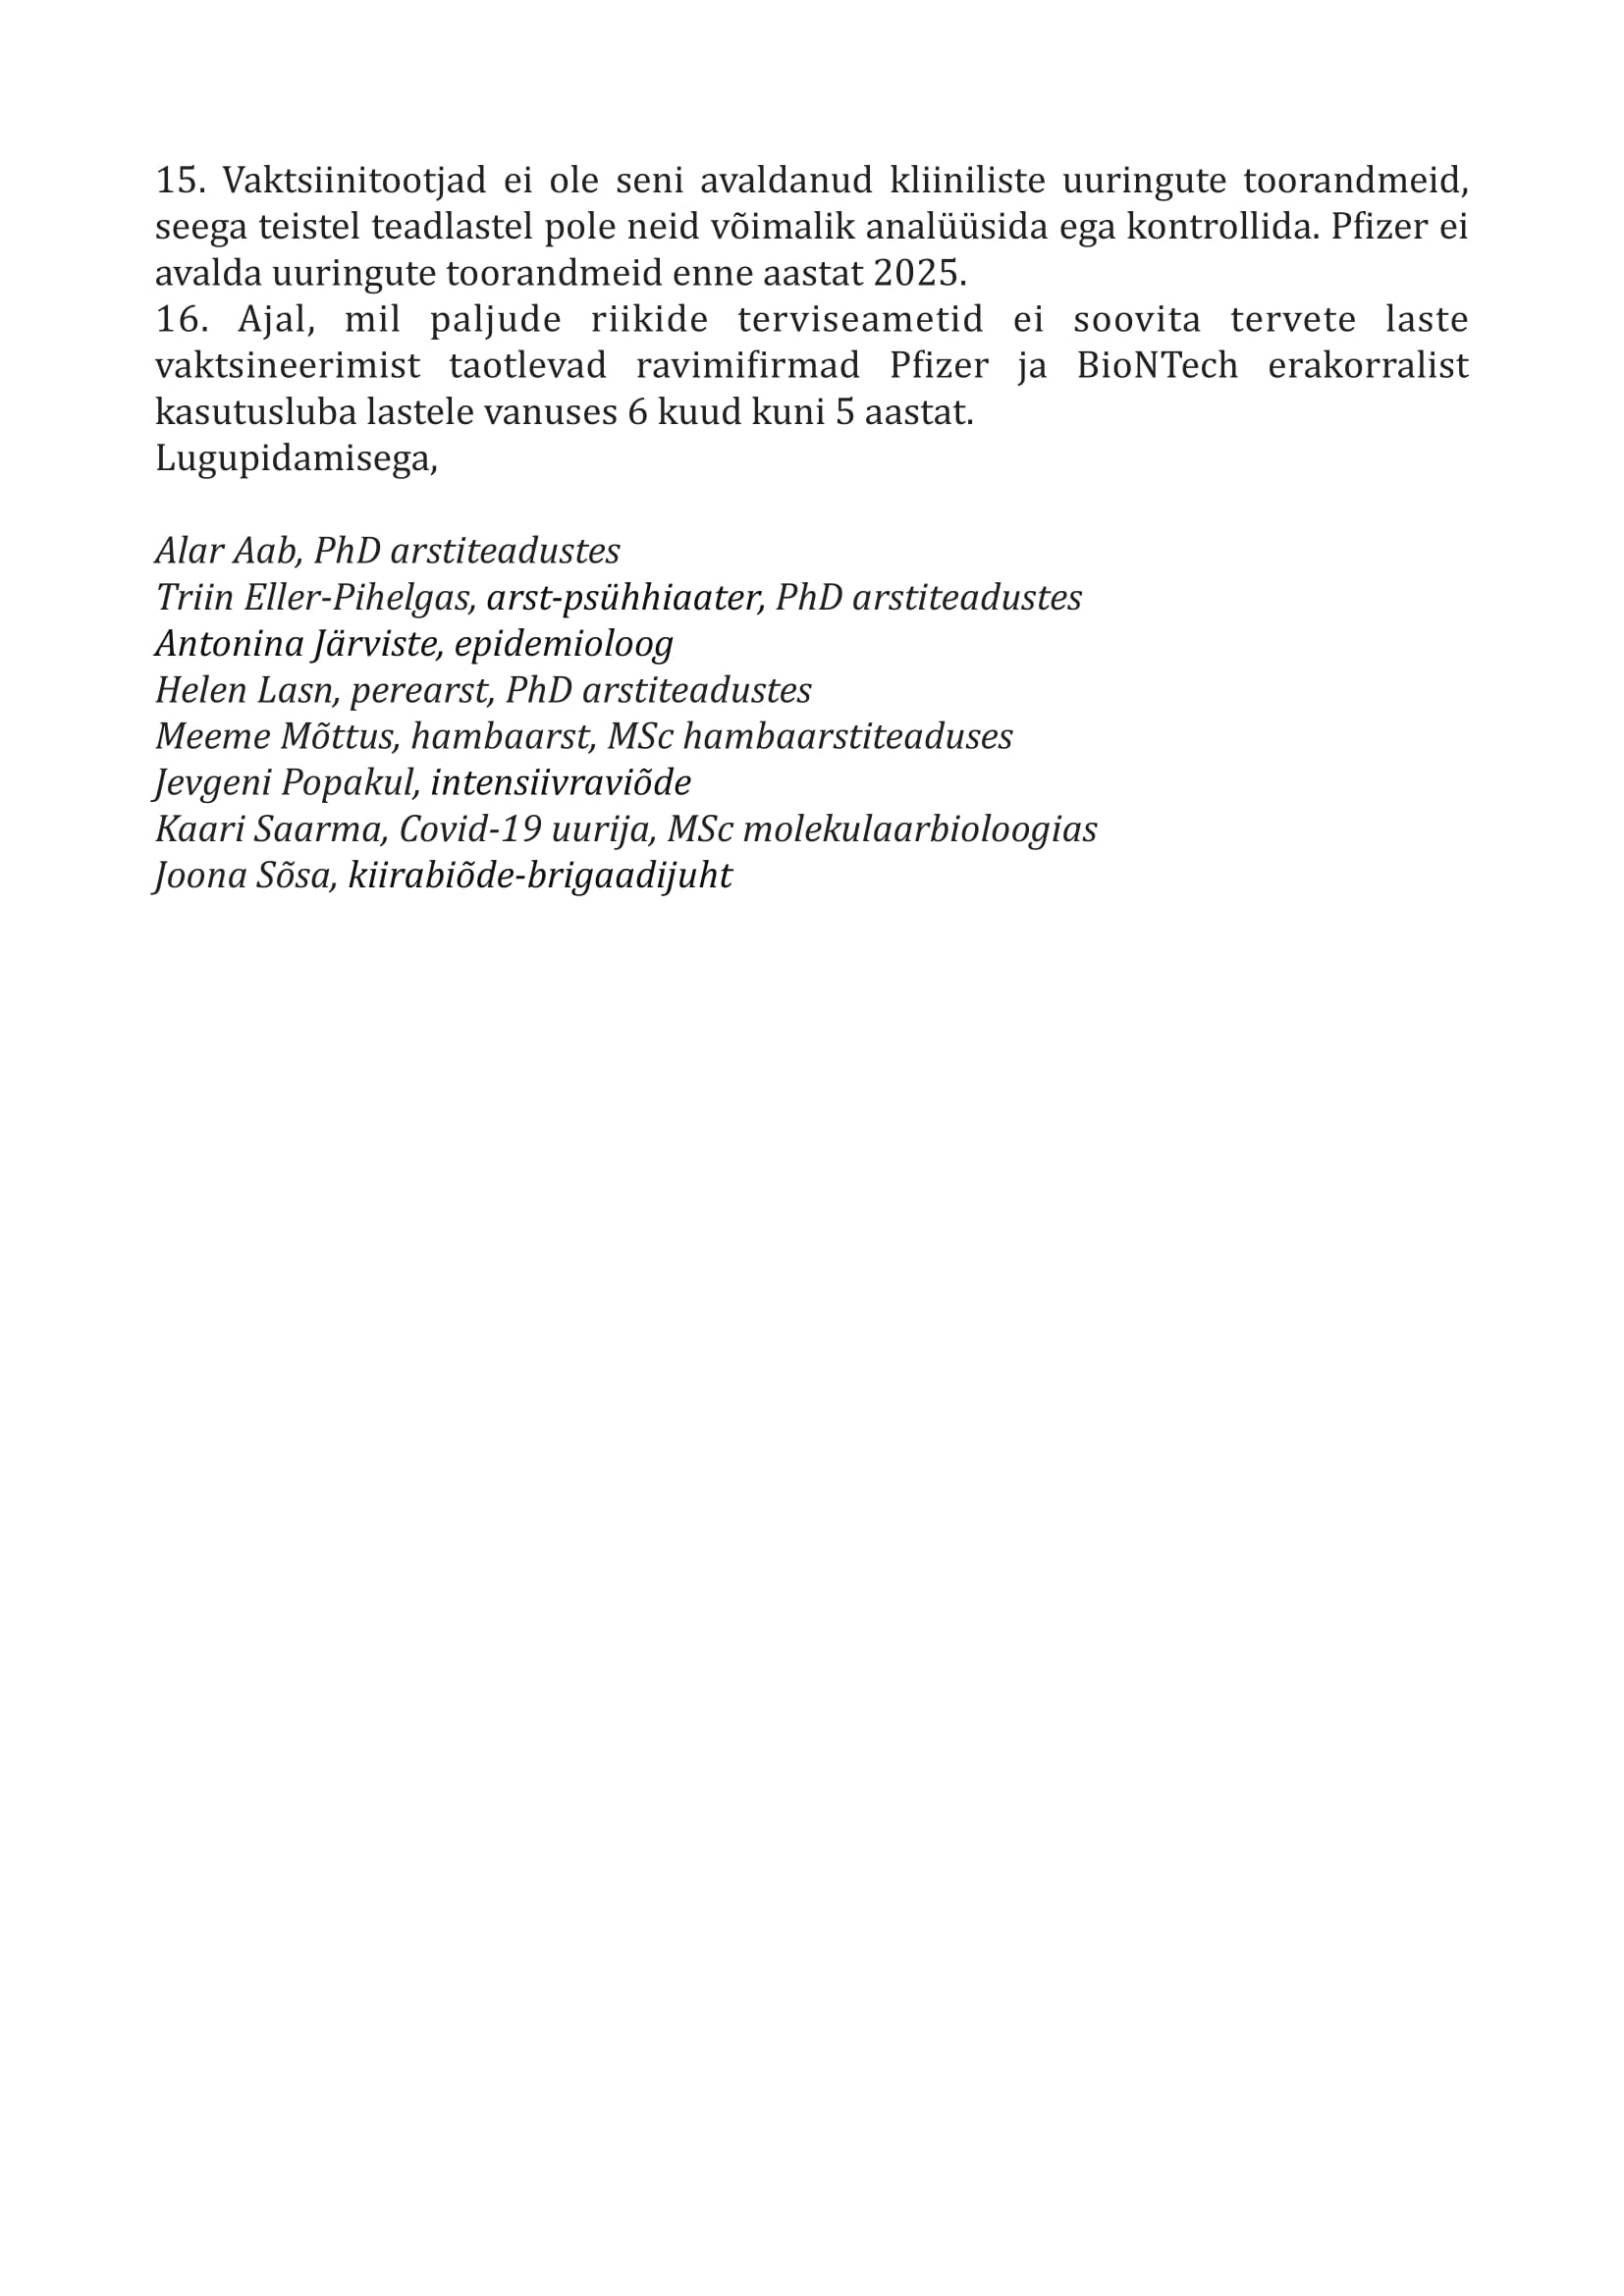 15. Vaktsiinitootjad ei ole seni avaldanud kliiniliste uuringute toorandmeid,
seega teistel teadlastel pole neid võimalik analüüsida ega kontrollida. Pfizer ei
avalda uuringute toorandmeid enne aastat 2025.
16. Ajal, mil paljude riikide terviseametid ei soovita tervete laste
vaktsineerimist taotlevad ravimifirmad Pfizer ja BioNTech erakorralist
kasutusluba lastele vanuses 6 kuud kuni 5 aastat.
Lugupidamisega,
Alar Aab, PhD arstiteadustes
Triin Eller-Pihelgas, arst-psühhiaater, PhD arstiteadustes
Antonina Järviste, epidemioloog
Helen Lasn, perearst, PhD arstiteadustes
Meeme Mõttus, hambaarst, MSc hambaarstiteaduses
Jevgeni Popakul, intensiivraviõde
Kaari Saarma, Covid-19 uurija, MSc molekulaarbioloogias
Joona Sõsa, kiirabiõde-brigaadijuht